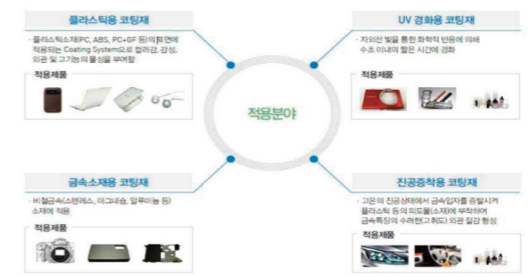 플라스틱용 코팅재
· 플라스틱소재(PC, ABS, PC+GF 등)의 표면에
적용되는 Coating System으로 컬러감, 감성,
외관 및 고기능의 물성을 부여함
적용제품
UV 경화용 코팅재
· 자외선 빛을 통한 화학적 반응에 의해
수초 이내의 짧은 시간에 경화
적용제품
적용분야
금속소재용 코팅재
· 비철금속(스텐레스, 마그네슘, 알루미늄 등)
소재에 적용
적용제품
진공증착용 코팅재
· 고온의 진공상태에서 금속입자를 증발시켜
플라스틱 등의 피도물(소재)에 부착하여
금속특징의 수려한(고휘도) 외관 질감 형성
적용제품